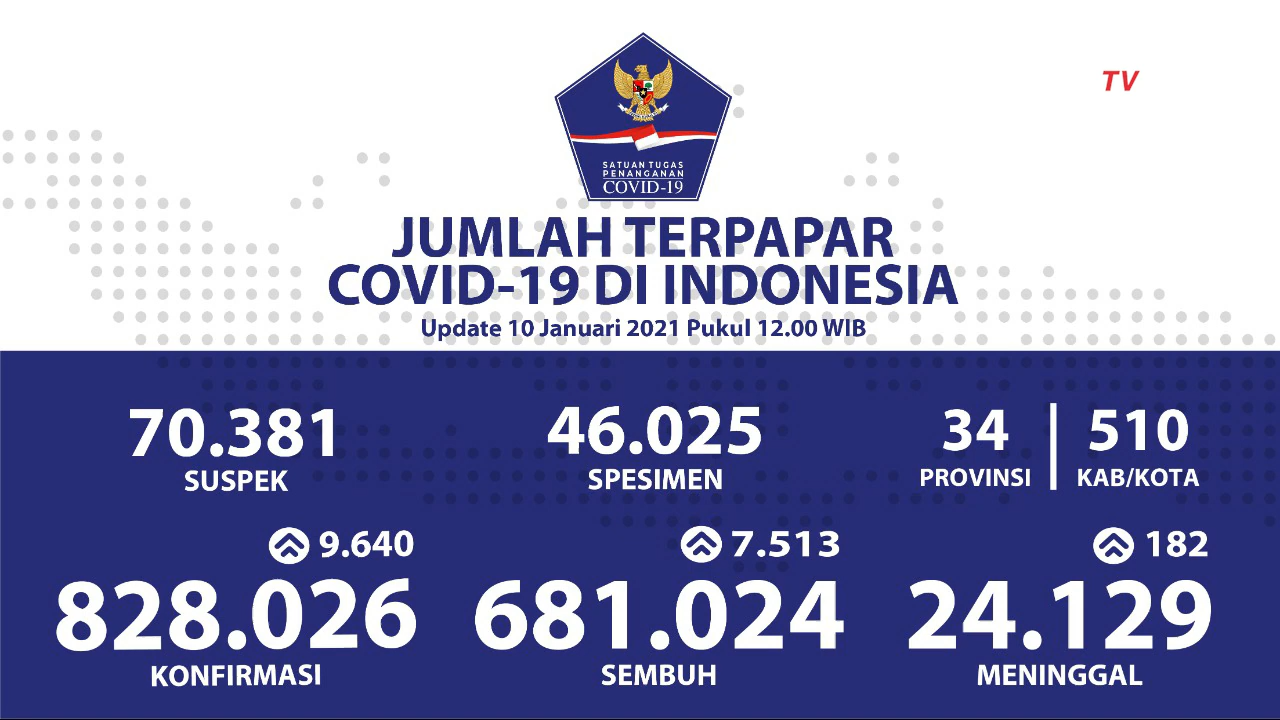 TV
SATUAN TUGAS
PENANGANAN
COVID-19
JUMLAH TERPAPAR
COVID-19 DI INDONESIA
Update 10 Januari 2021 Pukul 12.00 WIB
70.381
SUSPEK
46.025
SPESIMEN
34
PROVINSI
510
KAB/KOTA
9.640
828.026
KONFIRMASI
7.513
681.024
SEMBUH
182
24.129
MENINGGAL